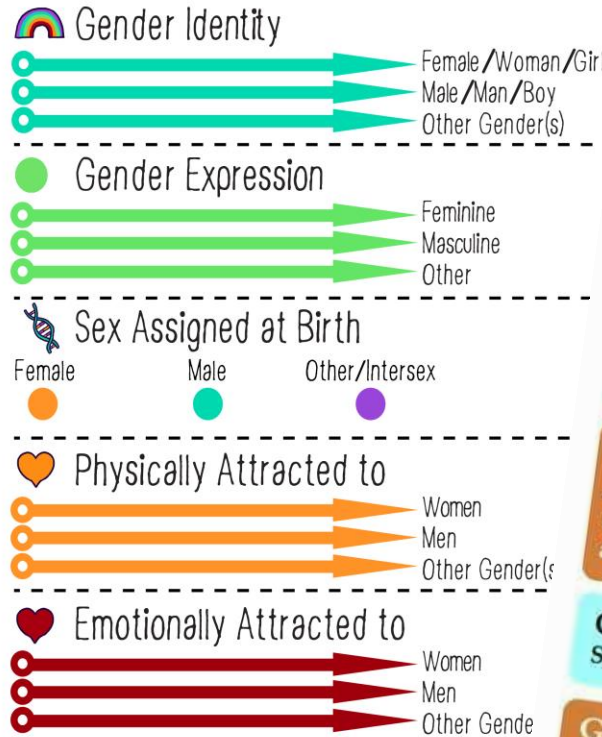 Gender Identity
Female/Woman/Girl
Male/Man/Boy
Other Gender(s)
Gender Expression
Feminine
Masculine
Other
Sex Assigned at Birth
Female Male Other/Intersex
Physically Attracted to
Women
Men
Other Gender(s
Emotionally Attracted to
Women
Men
Other Gende